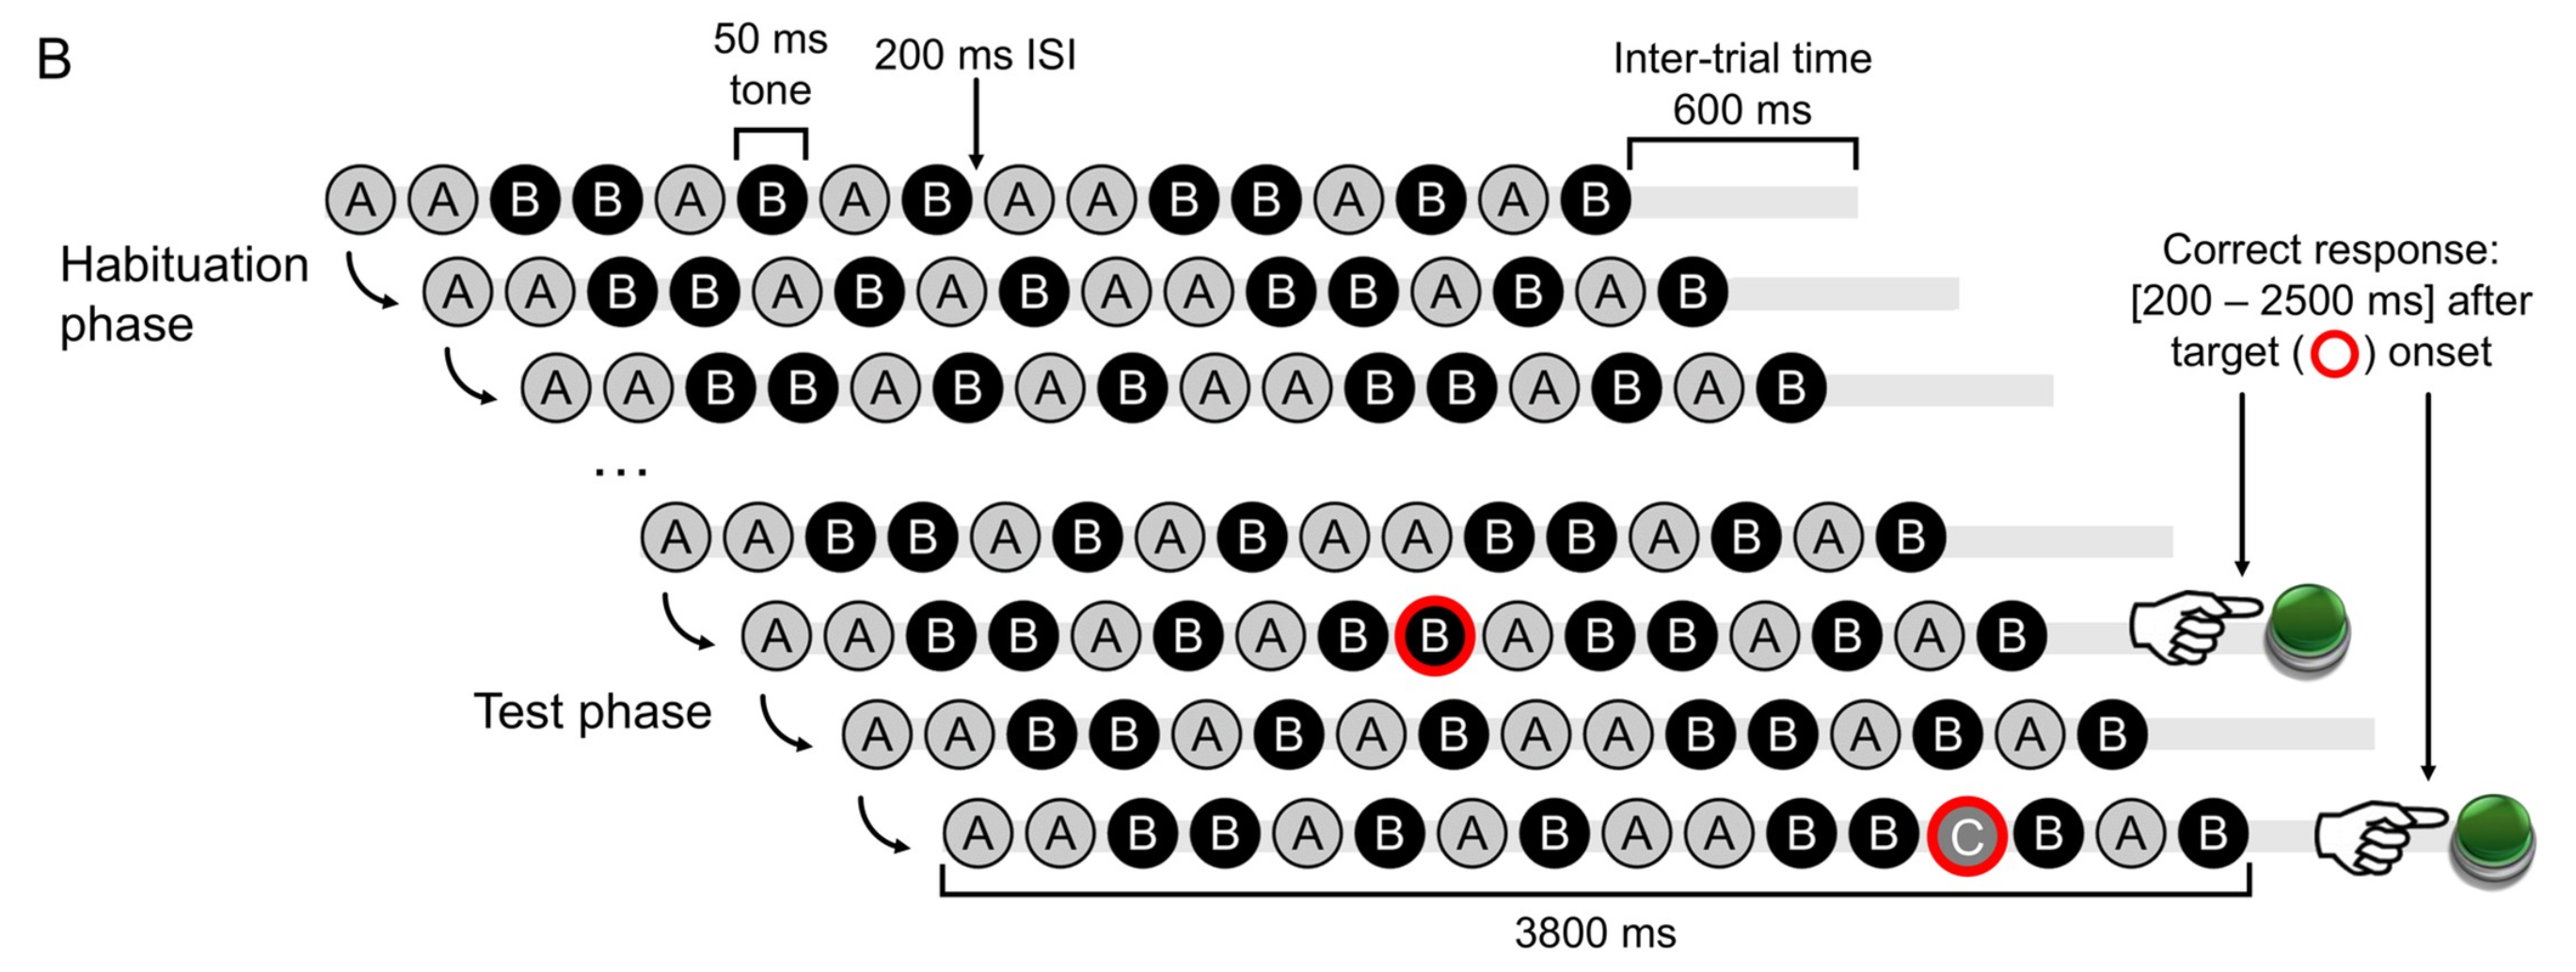 B
50 ms
tone
200 ms ISI
Inter-trial time
600 ms
A A B B A B A B A A B B A B A B
Habituation
phase
A A B B A B A B A A B B A B A B
A A B B A B A B A A B B A B A B
...
Correct response:
[200 – 2500 ms] after
target ( ) onset
A A B B A B A B A A B B A B A B
A A B B A B A B B A B B A B A B
Test phase
A A B B A B A B A A B B A B A B
A A B B A B A B A A B B C B A B
3800 ms